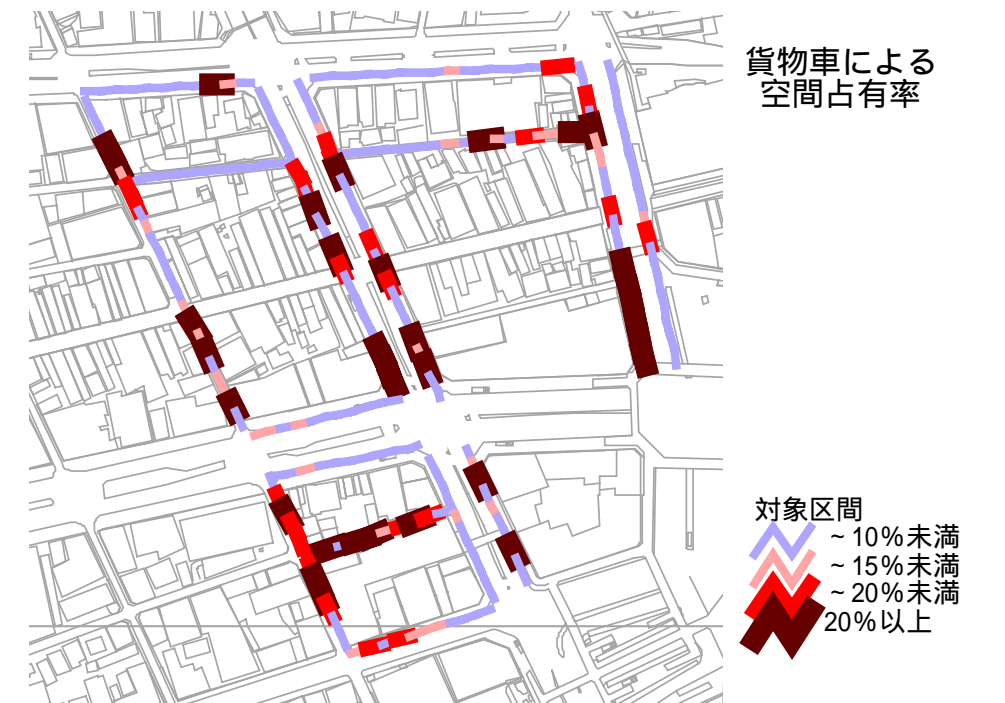 貨物車による
空間占有率
対象区間
~10%未満
~15%未満
~20%未満
20%以上